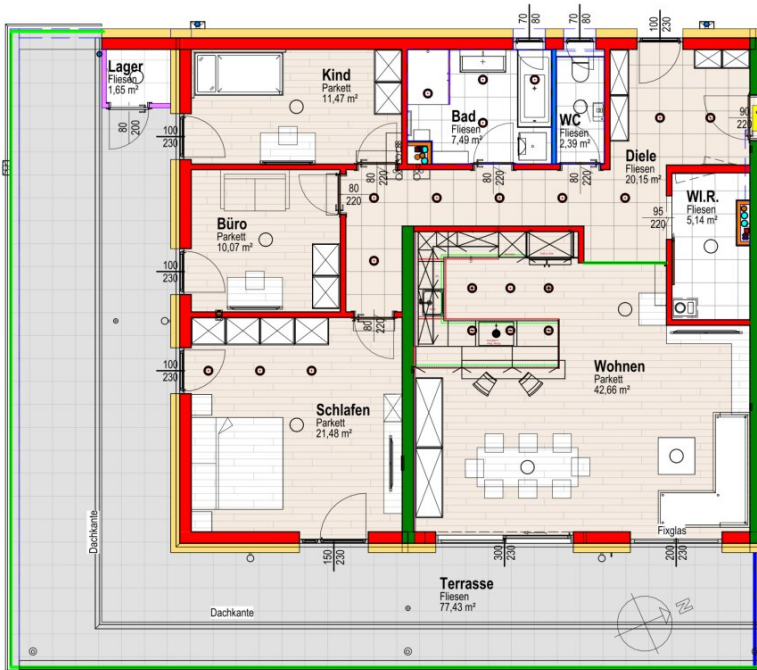 70
80
70
80
100
230
Lager
Fliesen
1,65 m²
80
200
Kind
Parkett
11,47 m²
100
230
Bad
Fliesen
7,49 m²
WC
Fliesen
2,39 m²
90
220
Diele
Fliesen
20,15 m²
80
220
80
220
80
220
80
220
WI.R.
Fliesen
5,14 m²
95
220
Büro
Parkett
10,07 m²
100
230
80
220
Wohnen
Parkett
42,66 m²
100
230
Schlafen
Parkett
21,48 m²
Fixglas
150
230
300
230
200
230
Dachkante
Terrasse
Fliesen
77,43 m²
Dachkante
N